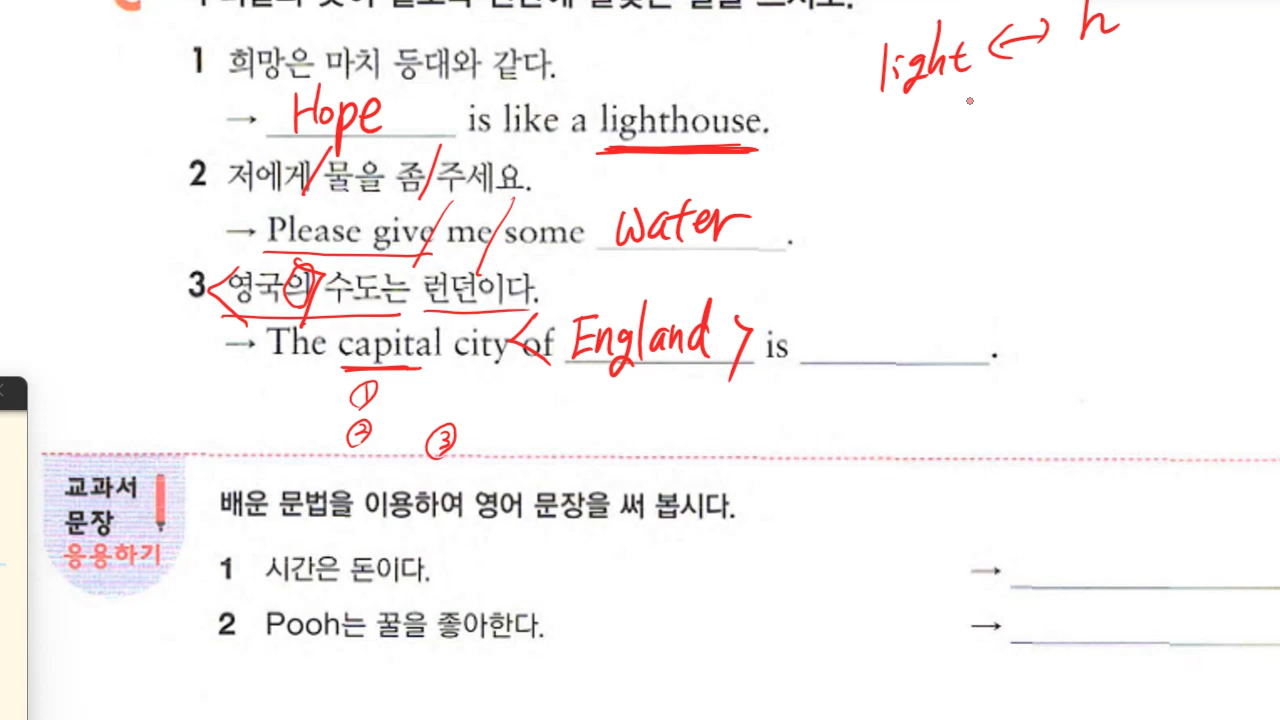 light ↔ h
1 희망은 마치 등대와 같다.
→ Hope is like a lighthouse.
2 저에게 / 물을 좀 / 주세요.
→ Please give / me / some water.
3 <영국의> 수도는 런던이다.
→ The capital city <of England> is ________.
①
② ③
교과서
문장
응용하기
배운 문법을 이용하여 영어 문장을 써 봅시다.
1 시간은 돈이다. →
2 Pooh는 꿀을 좋아한다. →